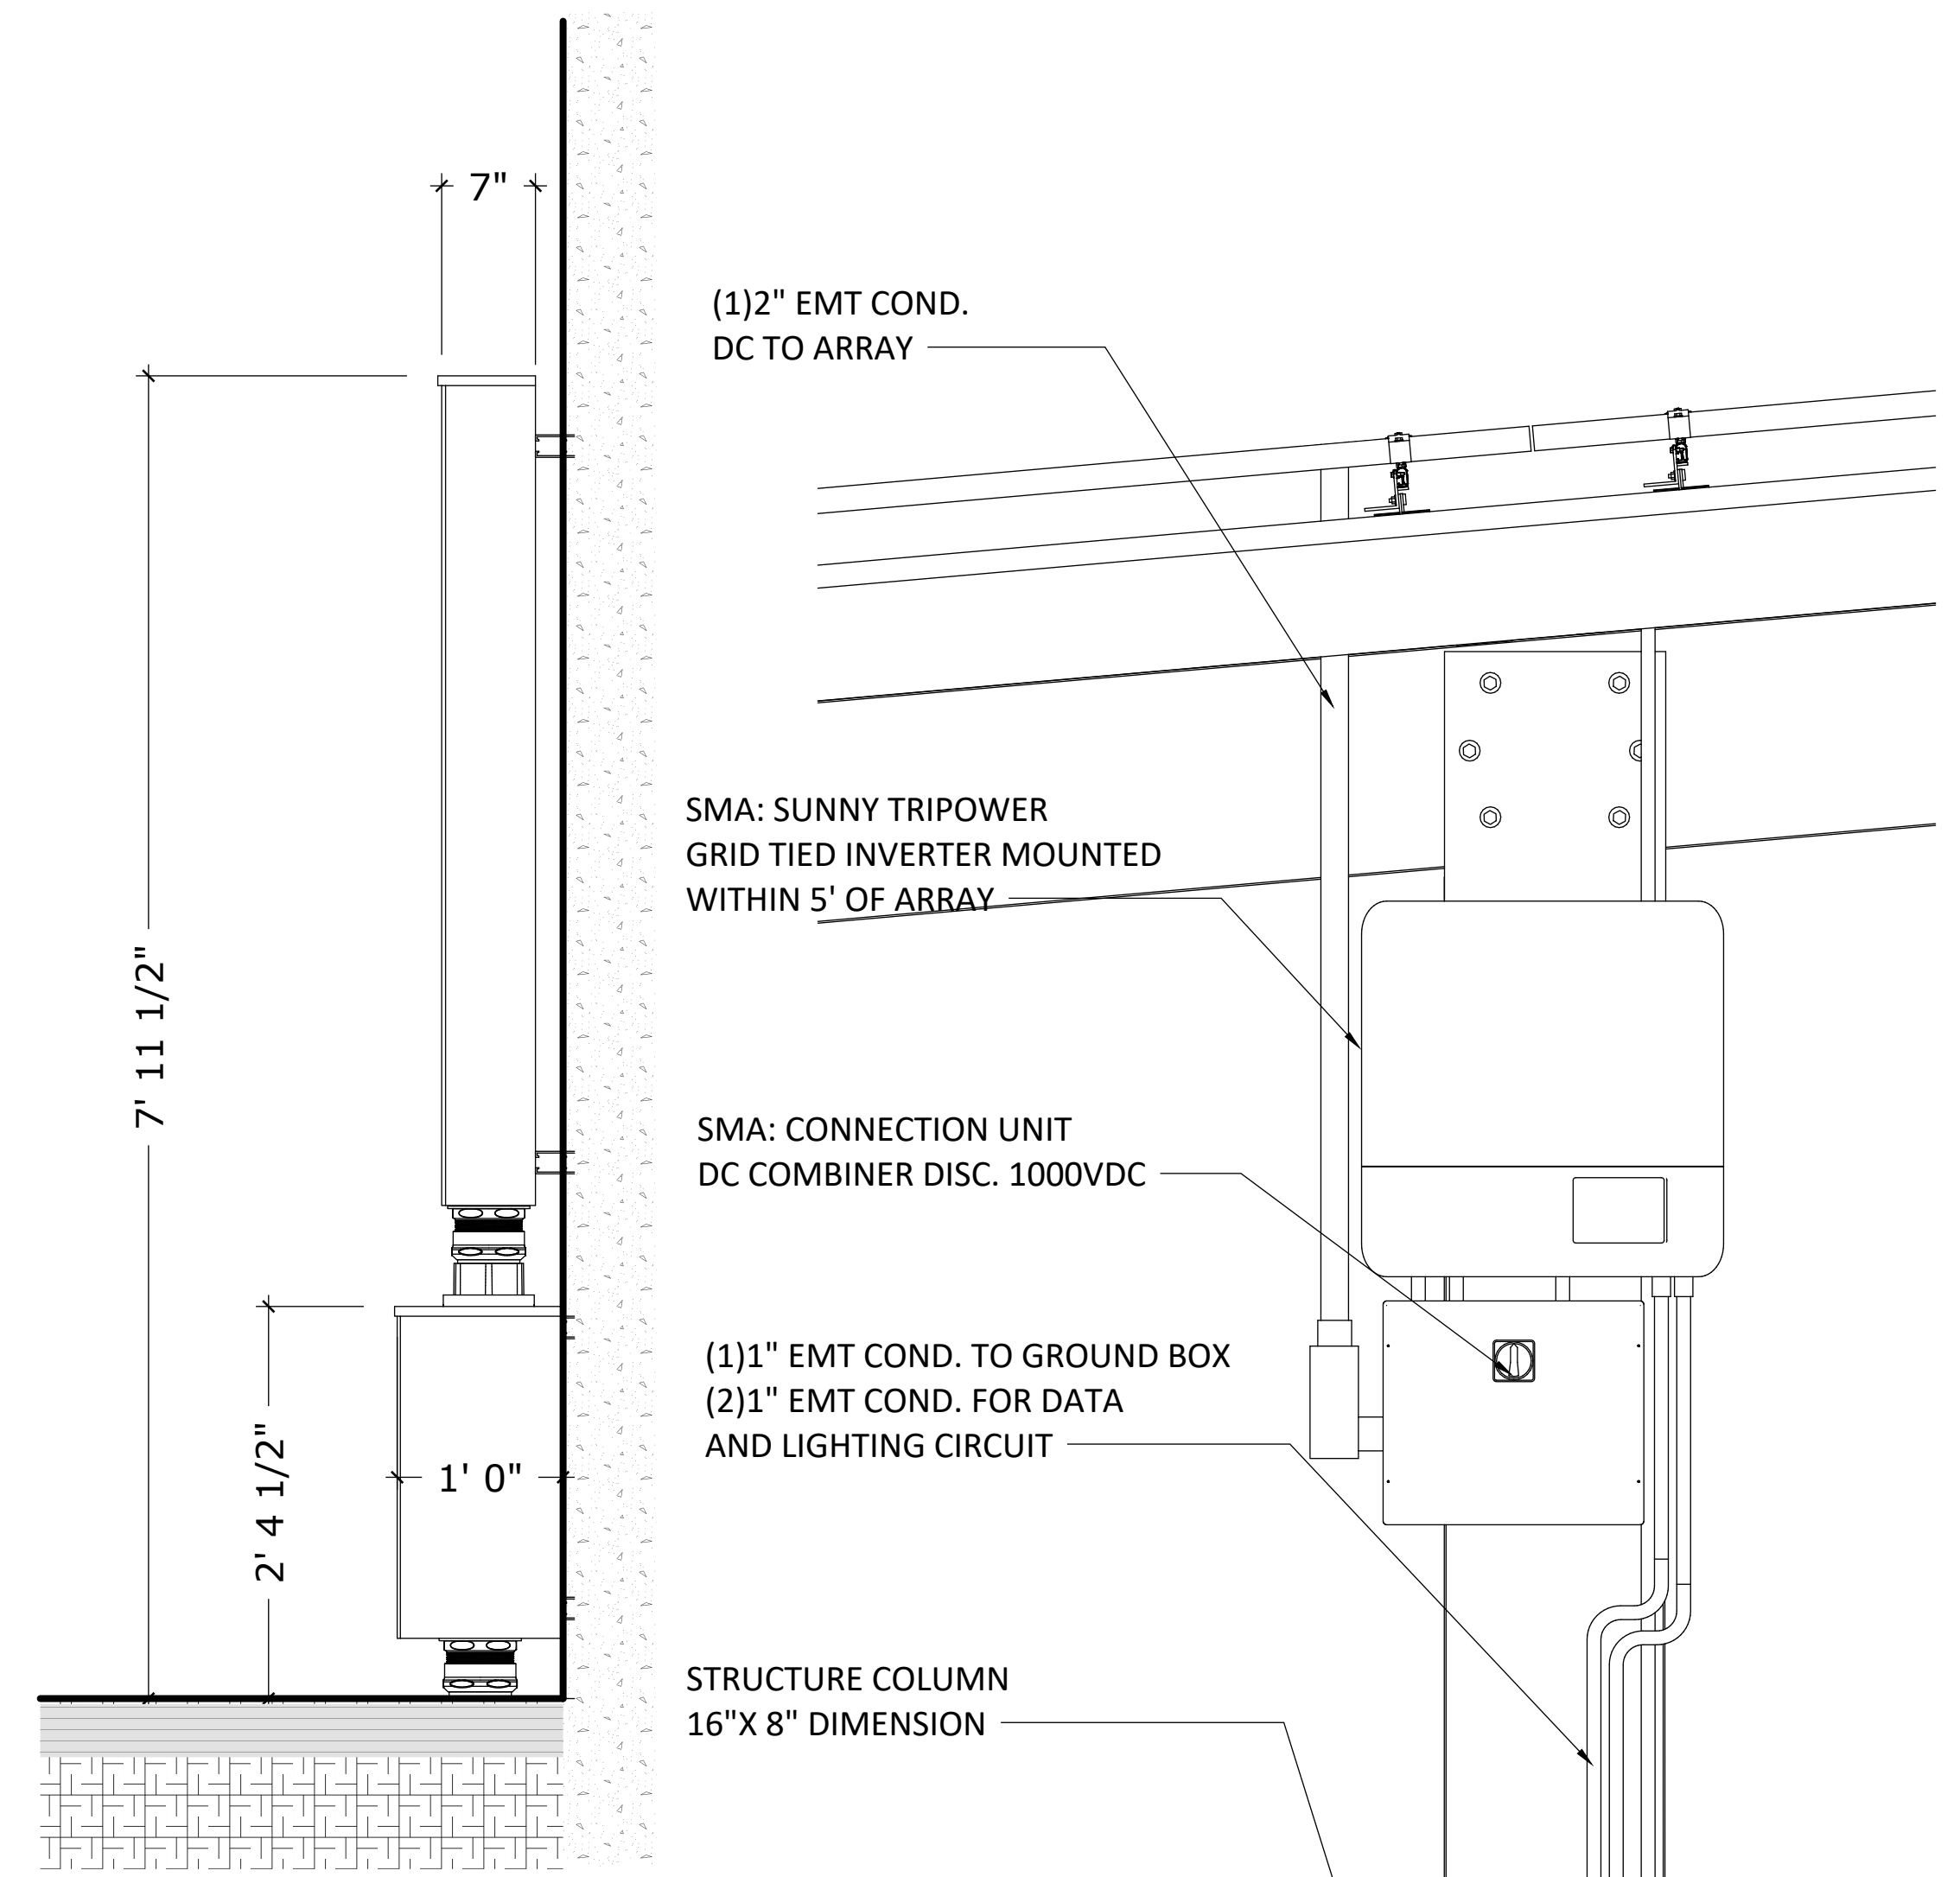 7"
7' 11 1/2"
2' 4 1/2"
1' 0"
(1)2" EMT COND.
DC TO ARRAY
SMA: SUNNY TRIPOWER
GRID TIED INVERTER MOUNTED
WITHIN 5' OF ARRAY
SMA: CONNECTION UNIT
DC COMBINER DISC. 1000VDC
(1)1" EMT COND. TO GROUND BOX
(2)1" EMT COND. FOR DATA
AND LIGHTING CIRCUIT
STRUCTURE COLUMN
16"X 8" DIMENSION